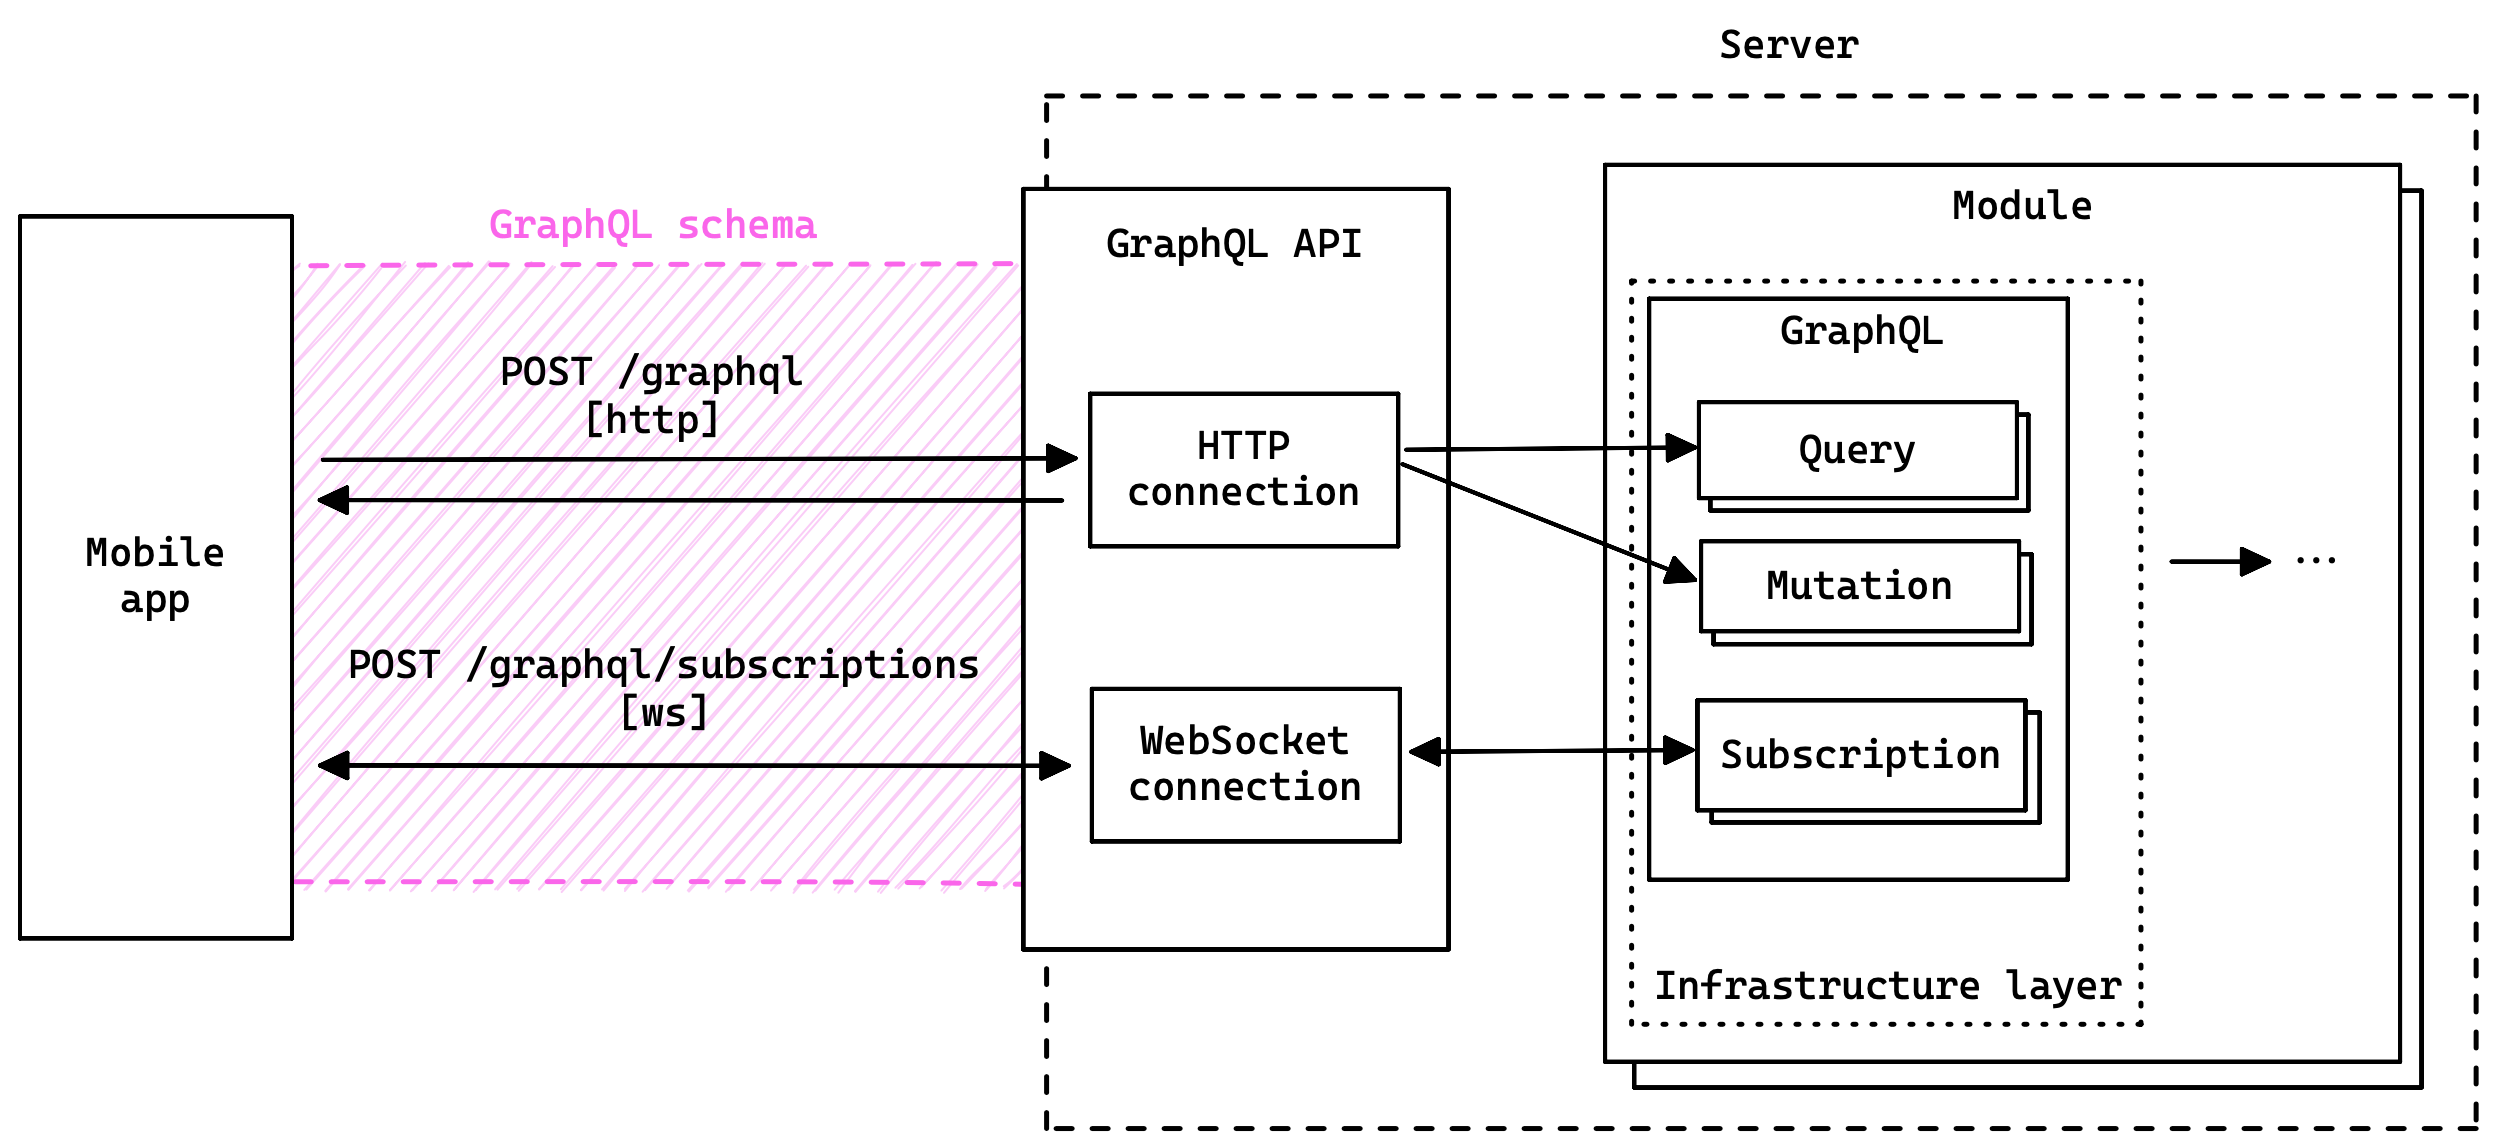 Server
GraphQL schema
GraphQL API
Module
Mobile
app
POST /graphql
[http]
HTTP
connection
GraphQL
Query
Mutation
...
POST /graphql/subscriptions
[ws]
WebSocket
connection
Subscription
Infrastructure layer